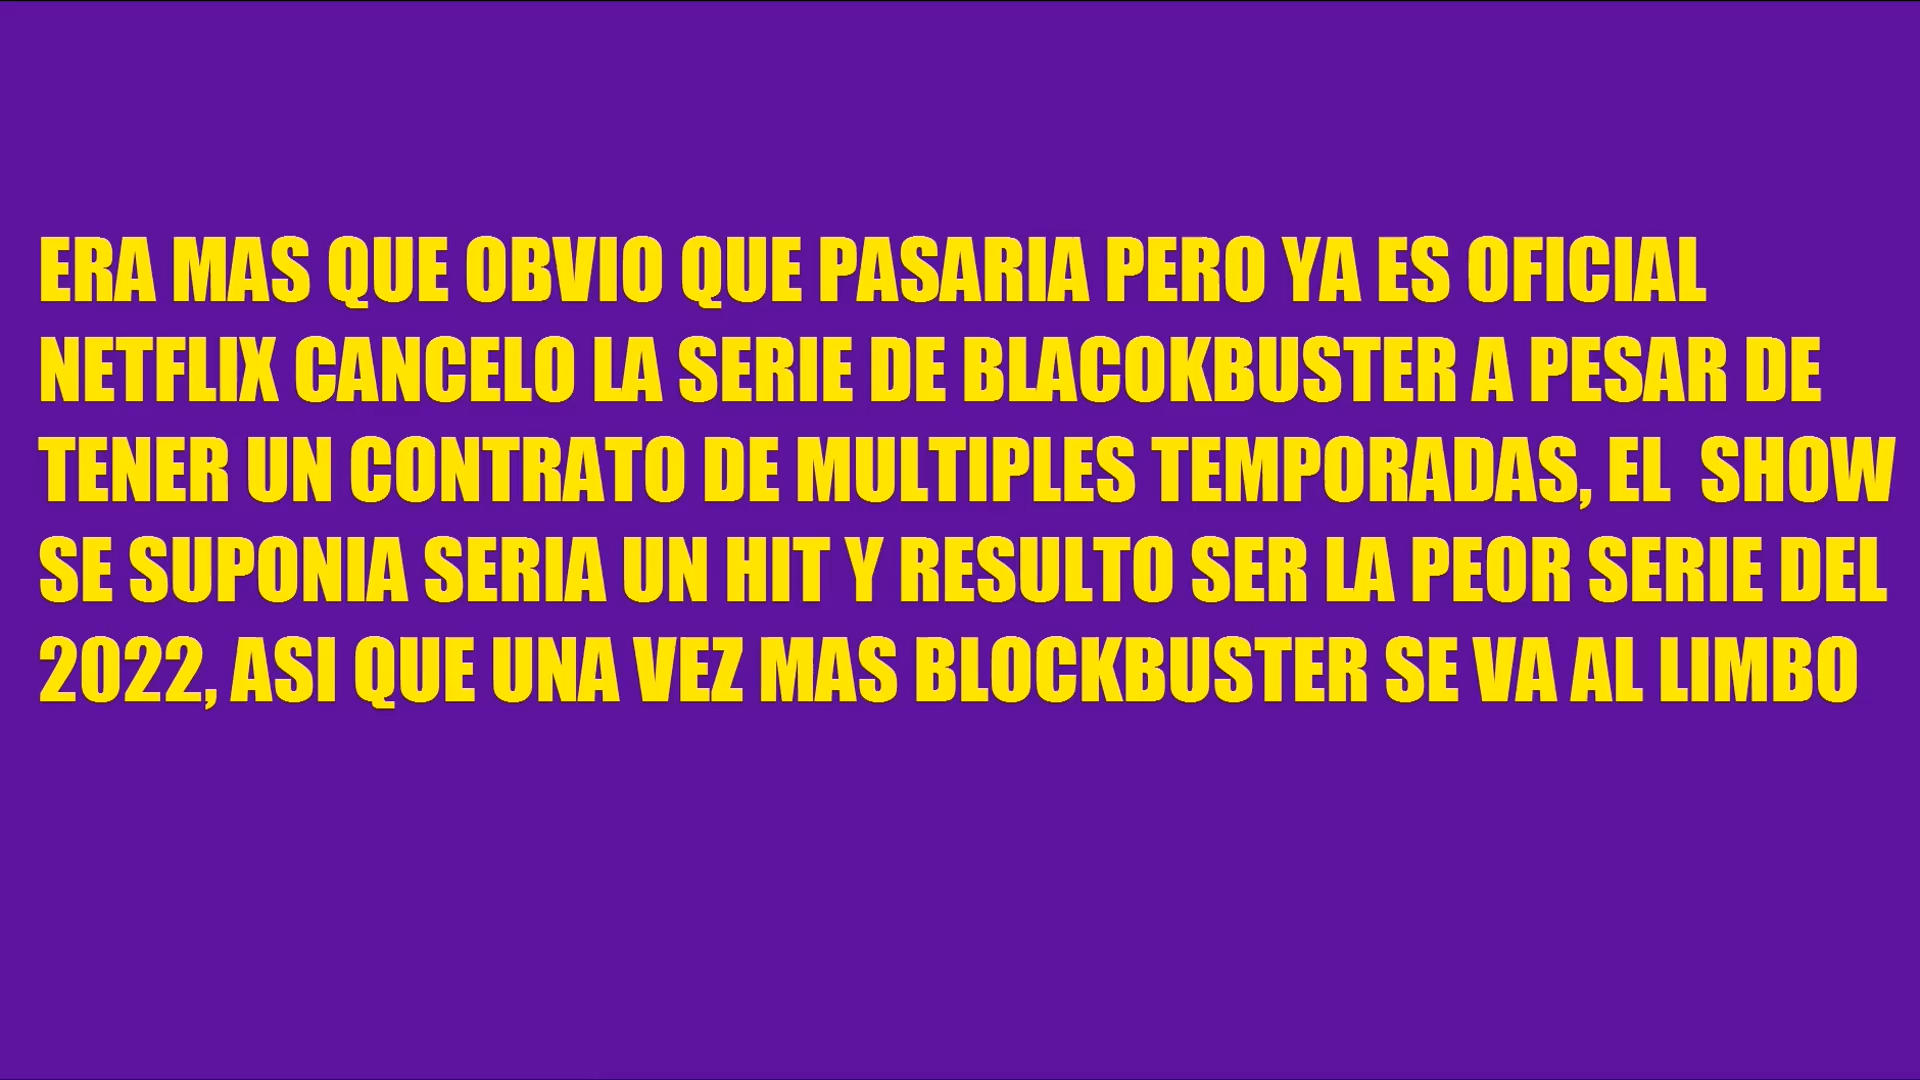 ERA MAS QUE OBVIO QUE PASARIA PERO YA ES OFICIAL
NETFLIX CANCELO LA SERIE DE BLACOKBUSTER A PESAR DE
TENER UN CONTRATO DE MULTIPLES TEMPORADAS, EL  SHOW
SE SUPONIA SERIA UN HIT Y RESULTO SER LA PEOR SERIE DEL
2022, ASI QUE UNA VEZ MAS BLOCKBUSTER SE VA AL LIMBO